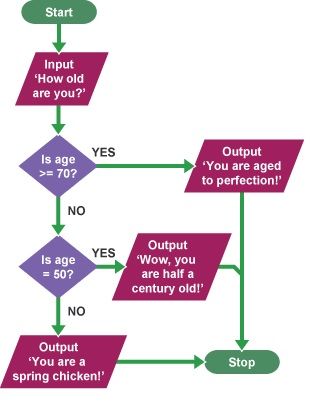 Start
Input
‘How old
are you?’
Is age
>= 70?
YES
Output
‘You are aged
to perfection!’
NO
Is age
= 50?
YES
Output
‘Wow, you
are half a
century old!’
NO
Output
‘You are a
spring chicken!’
Stop